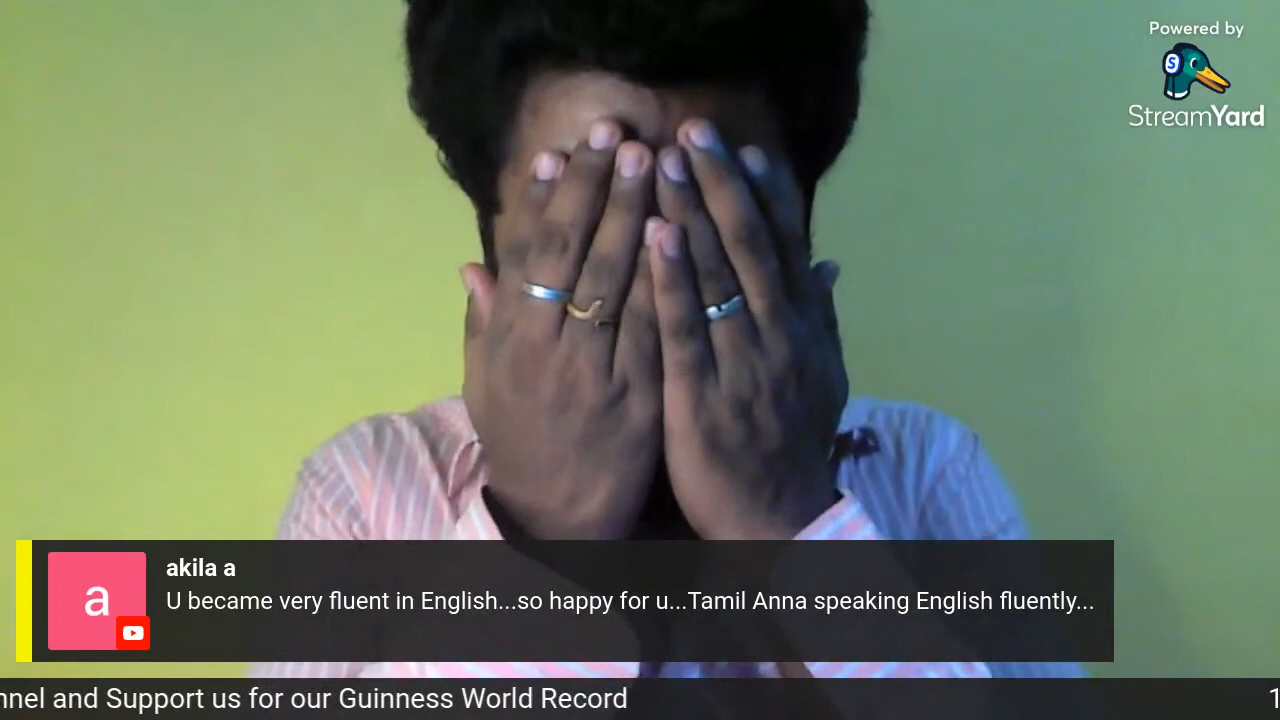 Powered by
S
StreamYard
a
akila a
U became very fluent in English...so happy for u...Tamil Anna speaking English fluently...
nnel and Support us for our Guinness World Record 1